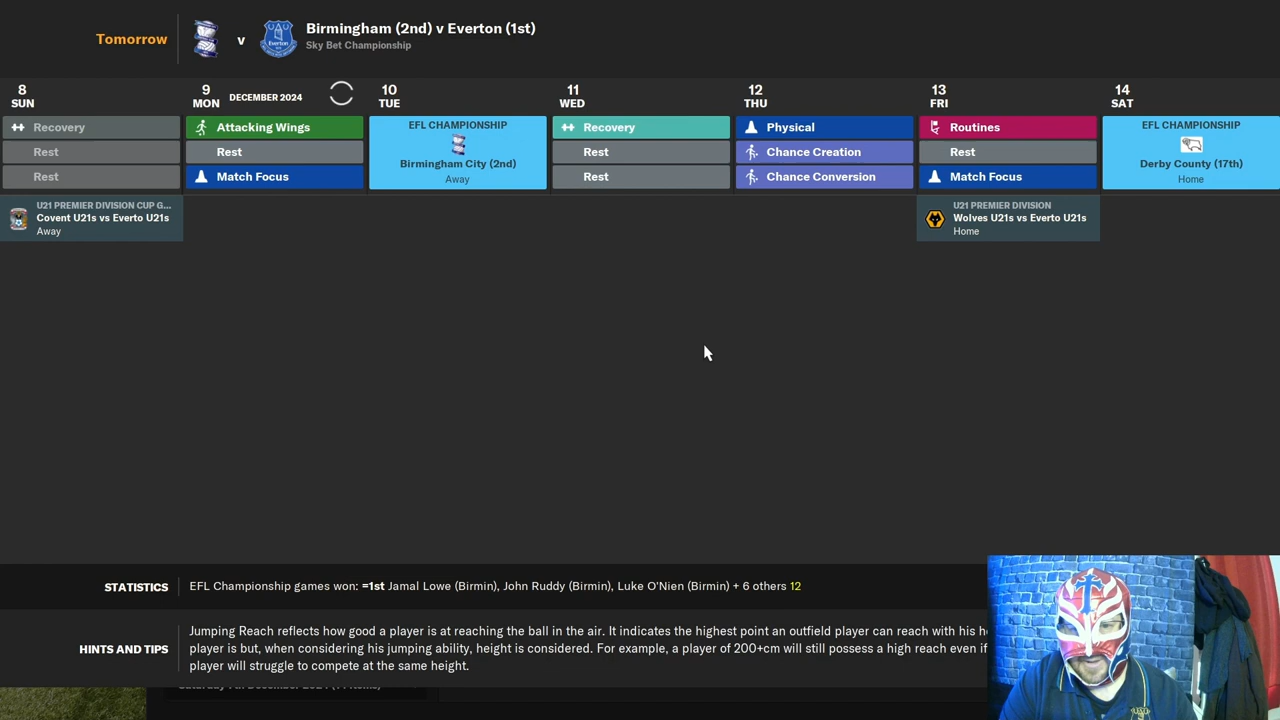 Tomorrow
v
Birmingham (2nd) v Everton (1st)
Sky Bet Championship
8 SUN
9 MON DECEMBER 2024
10 TUE
11 WED
12 THU
13 FRI
14 SAT
Recovery
Rest
Rest
Attacking Wings
Rest
Match Focus
EFL CHAMPIONSHIP
Birmingham City (2nd)
Away
Recovery
Rest
Rest
Physical
Chance Creation
Chance Conversion
Routines
Rest
Match Focus
EFL CHAMPIONSHIP
Derby County (17th)
Home
U21 PREMIER DIVISION CUP G...
Covent U21s vs Everto U21s
Away
U21 PREMIER DIVISION
Wolves U21s vs Everto U21s
Home
STATISTICS
EFL Championship games won: =1st Jamal Lowe (Birmin), John Ruddy (Birmin), Luke O'Nien (Birmin) + 6 others 12
HINTS AND TIPS
Jumping Reach reflects how good a player is at reaching the ball in the air. It indicates the highest point an outfield player can reach with his
player is but, when considering his jumping ability, height is considered. For example, a player of 200+cm will still possess a high reach even if
player will struggle to compete at the same height.